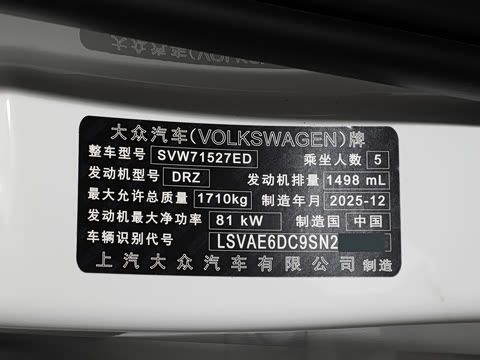 大众汽车(VOLKSWAGEN)牌
整车型号 SVW71527ED 乘坐人数 5
发动机型号 DRZ 发动机排量 1498 mL
最大允许总质量 1710kg 制造年月 2025-12
发动机最大净功率 81 kW 制造国 中国
车辆识别代号 LSVAE6DC9SN2
上汽大众汽车有限公司 制造